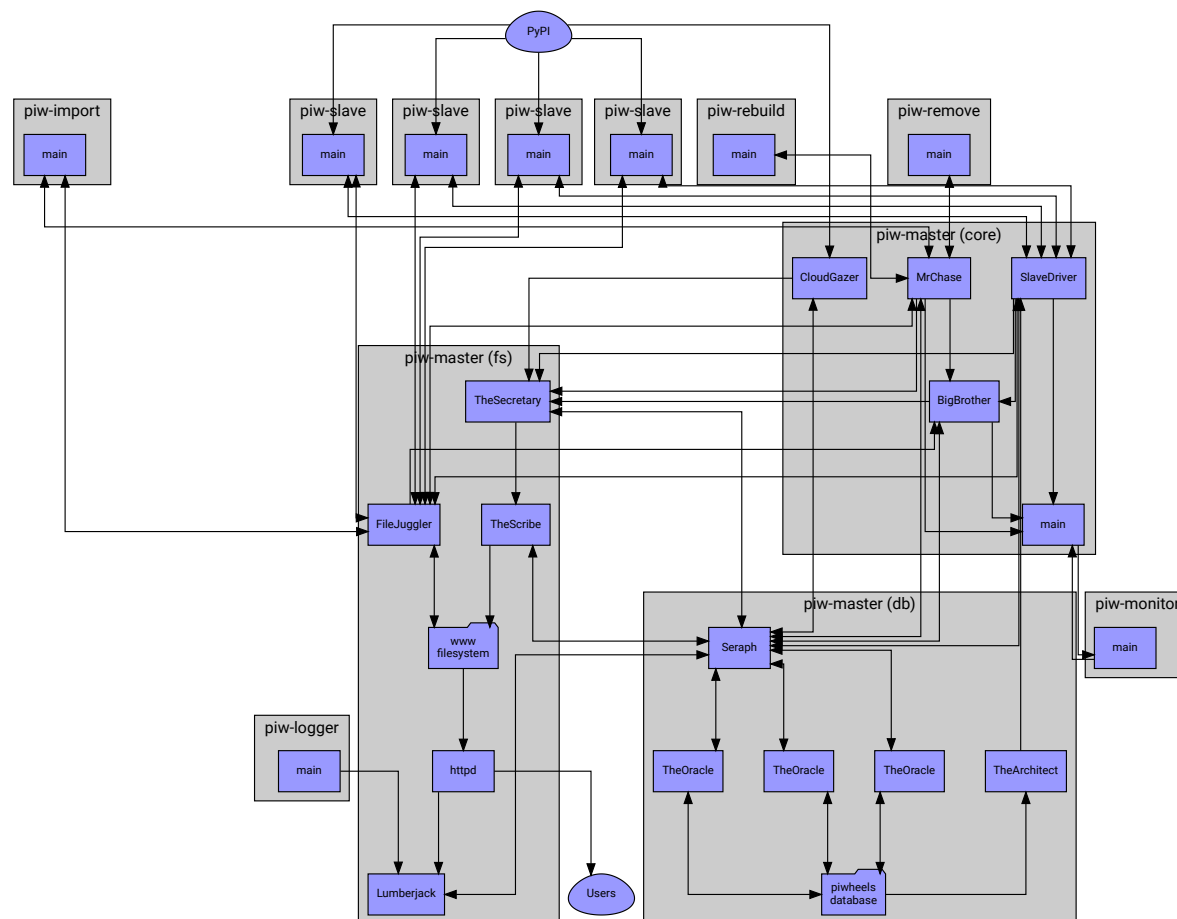 PyPI
piw-import
piw-slave
piw-slave
piw-slave
piw-slave
piw-rebuild
piw-remove
main
main
main
main
main
main
main
piw-master (core)
CloudGazer
MrChase
SlaveDriver
piw-master (fs)
TheSecretary
BigBrother
FileJuggler
TheScribe
main
piw-master (db)
piw-monitor
www
filesystem
Seraph
main
piw-logger
main
httpd
TheOracle
TheOracle
TheOracle
TheArchitect
Lumberjack
Users
piwheels
database